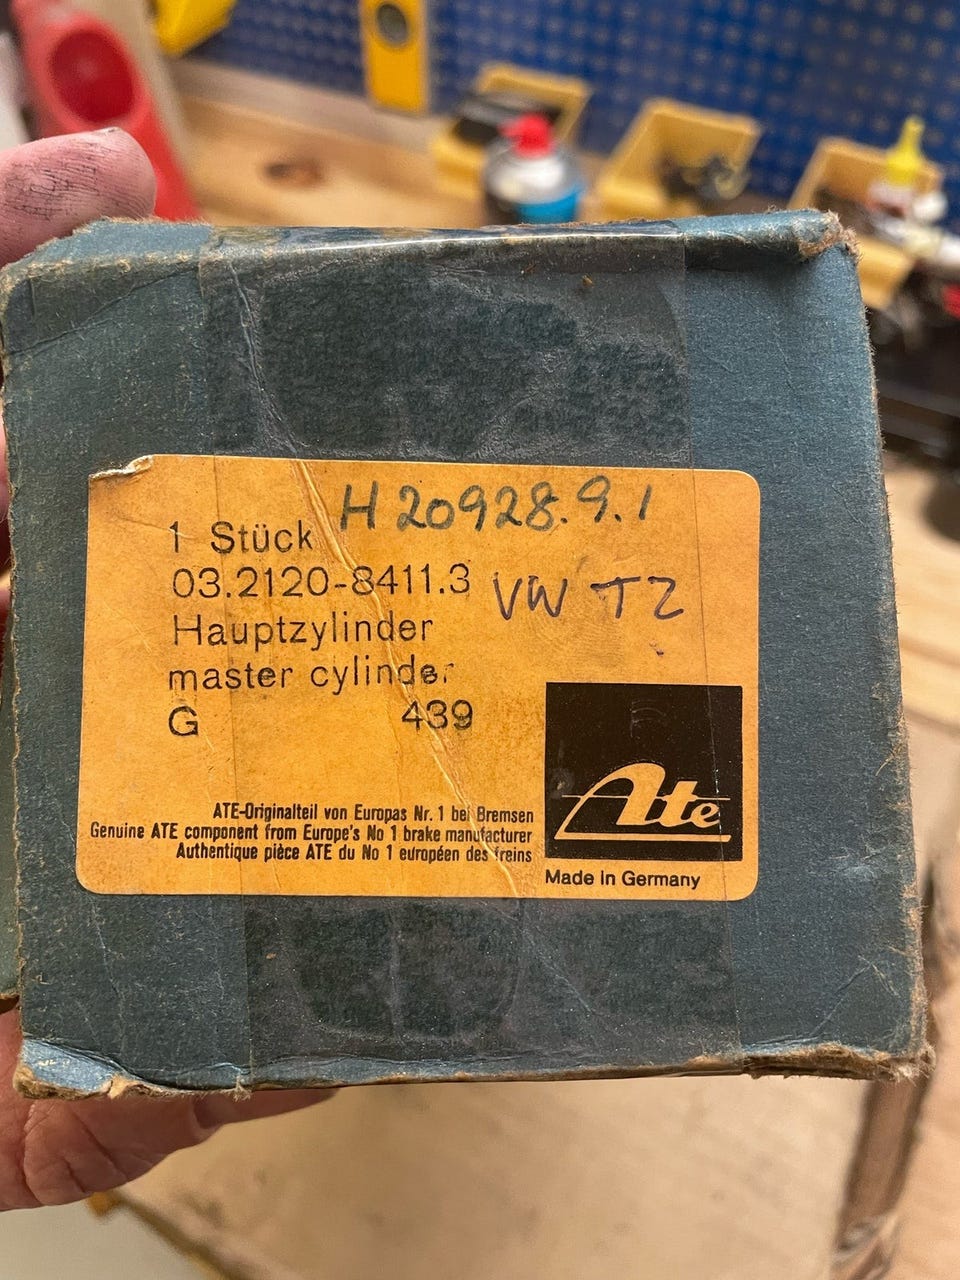 H20928.9.1
1 Stück
03.2120-8411.3
VW T2
Hauptzylinder
master cylinder
G 439
ATE-Originalteil von Europas Nr. 1 bei Bremsen
Genuine ATE component from Europe's No 1 brake manufacturer
Authentique pièce ATE du No 1 européen des freins
Ate
Made in Germany